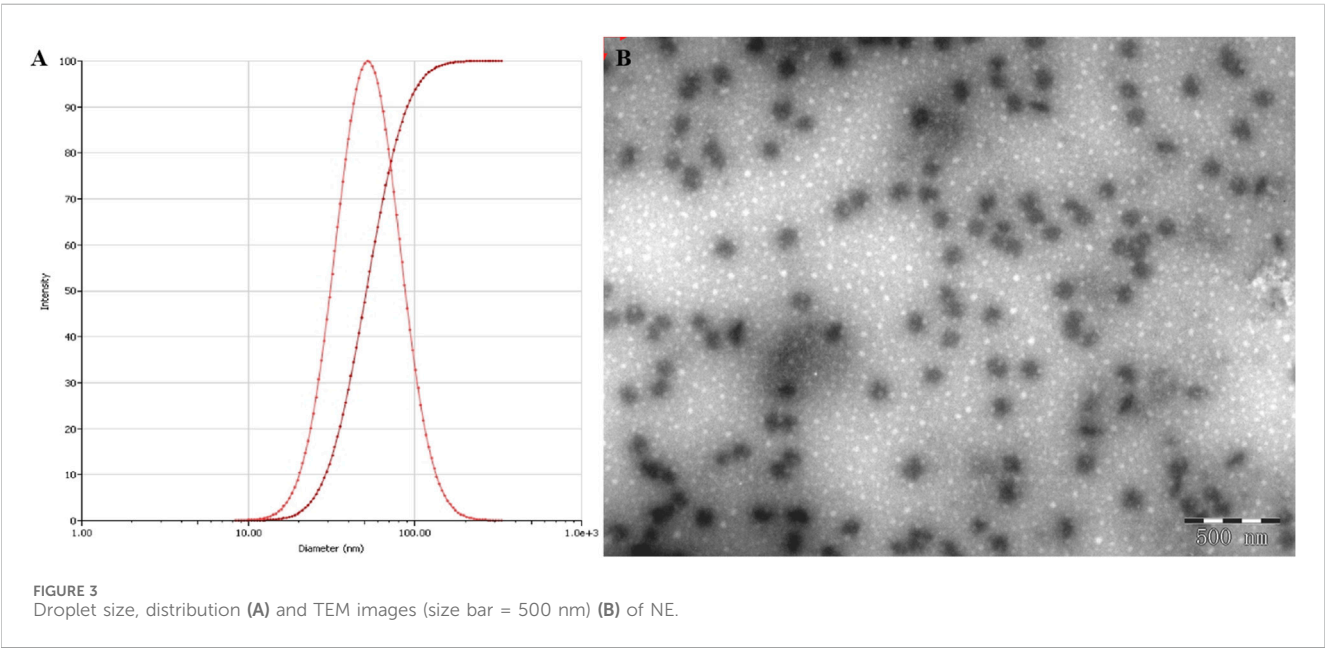 A
100
90
80
70
60
50
40
30
20
10
0
Intensity
1.00
10.00
100.00
1.0e+3
Diameter (nm)
B
500 nm
FIGURE 3
Droplet size, distribution (A) and TEM images (size bar = 500 nm) (B) of NE.